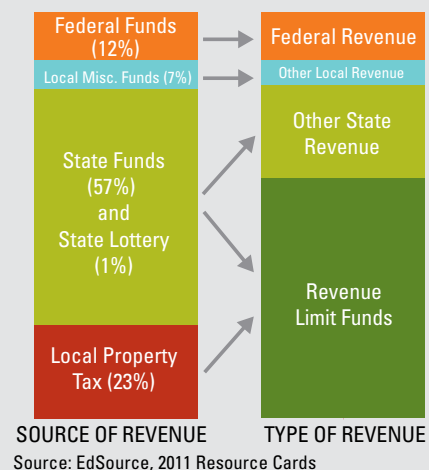 Federal Funds
(12%)
Federal Revenue
Local Misc. Funds (7%)
Other Local Revenue
State Funds
(57%)
and
State Lottery
(1%)
Other State
Revenue
Revenue
Limit Funds
Local Property
Tax (23%)
SOURCE OF REVENUE
TYPE OF REVENUE
Source: EdSource, 2011 Resource Cards